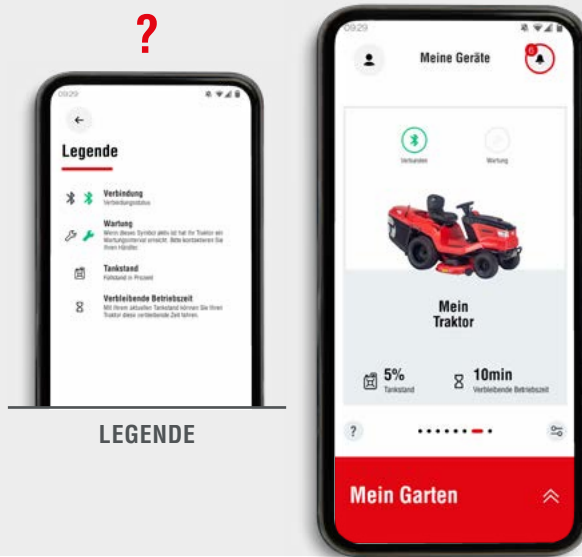 ?
09:29
Legende
Verbindung
Verbindungsstatus
Wartung
Wenn dieses Symbol aktiv ist hat Ihr Traktor ein
Wartungsintervall erreicht. Bitte kontaktieren Sie
Ihren Händler.
Tankstand
Füllstand in Prozent
Verbleibende Betriebszeit
Mit Ihrem aktuellen Tankstand können Sie Ihren
Traktor diese verbleibende Zeit fahren.
LEGENDE
09:29
Meine Geräte
6
Verbunden
Wartung
Mein
Traktor
5%
Tankstand
10min
Verbleibende Betriebszeit
?
Mein Garten